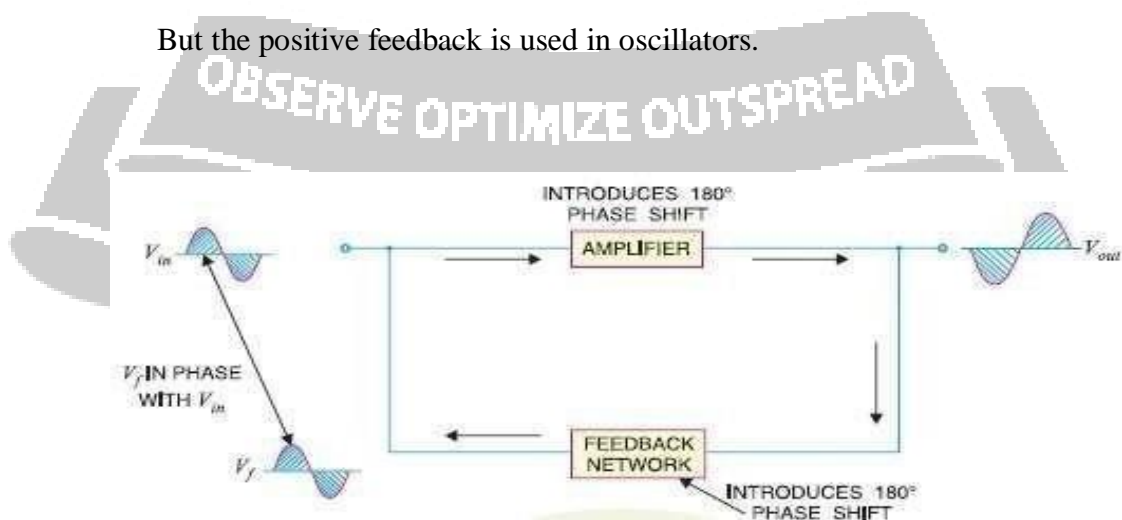 But the positive feedback is used in oscillators.
OBSERVE OPTIMIZE OUTSPREAD
INTRODUCES 180°
PHASE SHIFT
AMPLIFIER
V_in
V_out
V_f IN PHASE
WITH V_in
V_f
FEEDBACK
NETWORK
INTRODUCES 180°
PHASE SHIFT